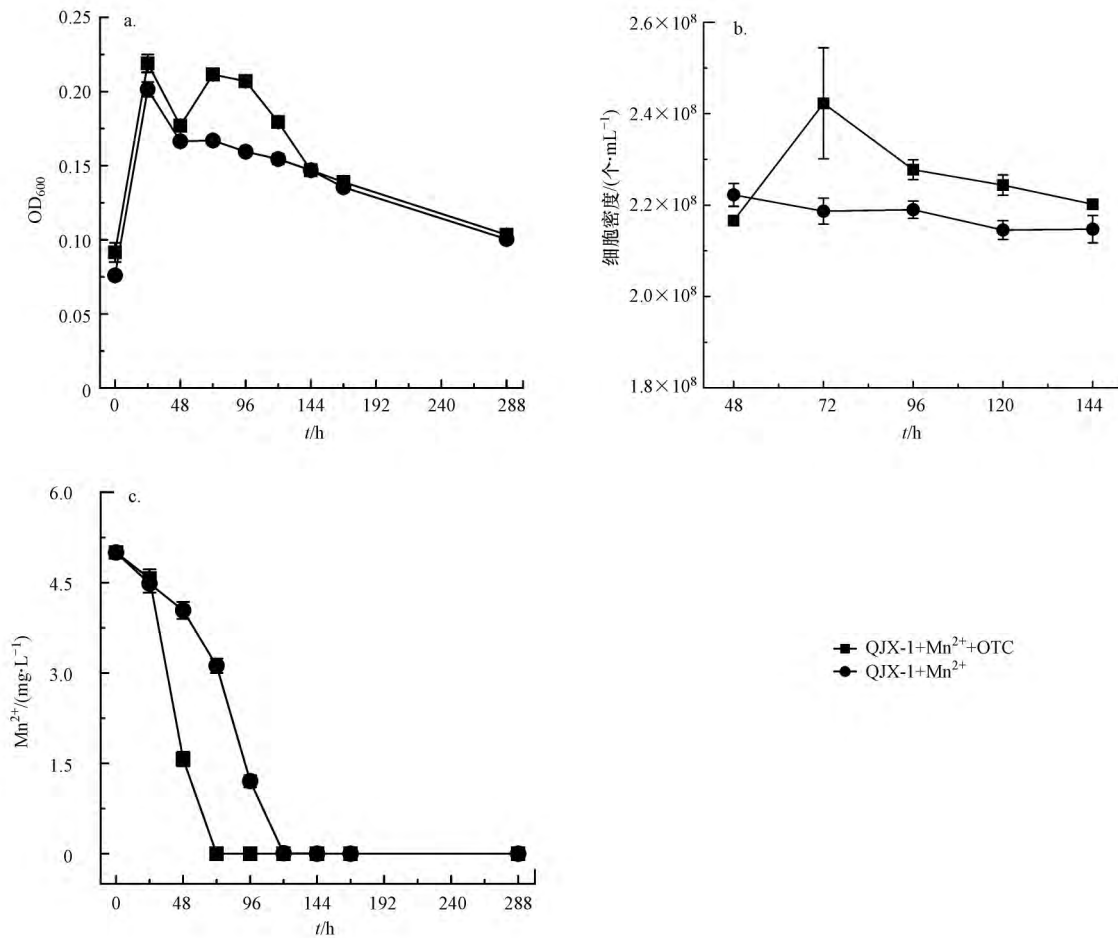 a.
0.25
0.20
0.15
0.10
0.05
0
OD600
0 48 96 144 192 240 288
t/h
b.
2.6×10⁸
2.4×10⁸
2.2×10⁸
2.0×10⁸
1.8×10⁸
细胞密度/(个·mL⁻¹)
48 72 96 120 144
t/h
c.
6.0
4.5
3.0
1.5
0
Mn²⁺/(mg·L⁻¹)
0 48 96 144 192 240 288
t/h
QJX-1+Mn²⁺+OTC
QJX-1+Mn²⁺